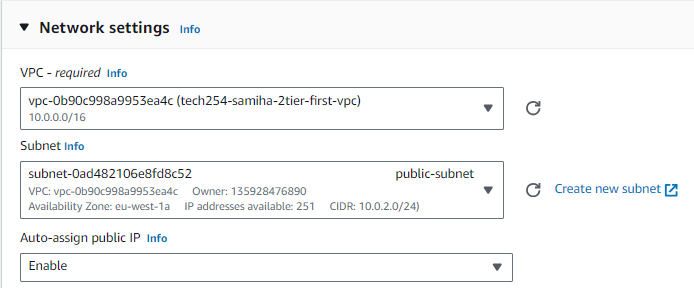 Network settings Info
VPC - required Info
vpc-0b90c998a9953ea4c (tech254-samiha-2tier-first-vpc)
10.0.0.0/16
Subnet Info
subnet-0ad482106e8fd8c52 public-subnet
VPC: vpc-0b90c998a9953ea4c Owner: 135928476890
Availability Zone: eu-west-1a IP addresses available: 251 CIDR: 10.0.2.0/24)
Create new subnet
Auto-assign public IP Info
Enable